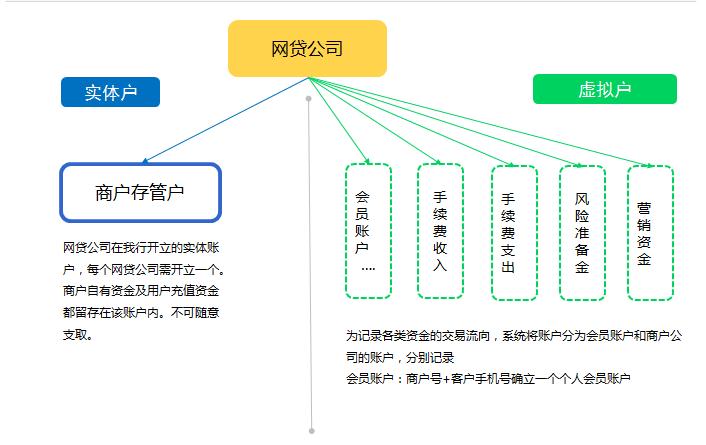 网贷公司
实体户
虚拟户
商户存管户
会员账户 ....
手续费收入
手续费支出
风险准备金
营销资金
网贷公司在我行开立的实体账
户，每个网贷公司需开立一个。
商户自有资金及用户充值资金
都留存在该账户内。不可随意
支取。
为记录各类资金的交易流向，系统将账户分为会员账户和商户公
司的账户，分别记录
会员账户：商户号+客户手机号确立一个个人会员账户